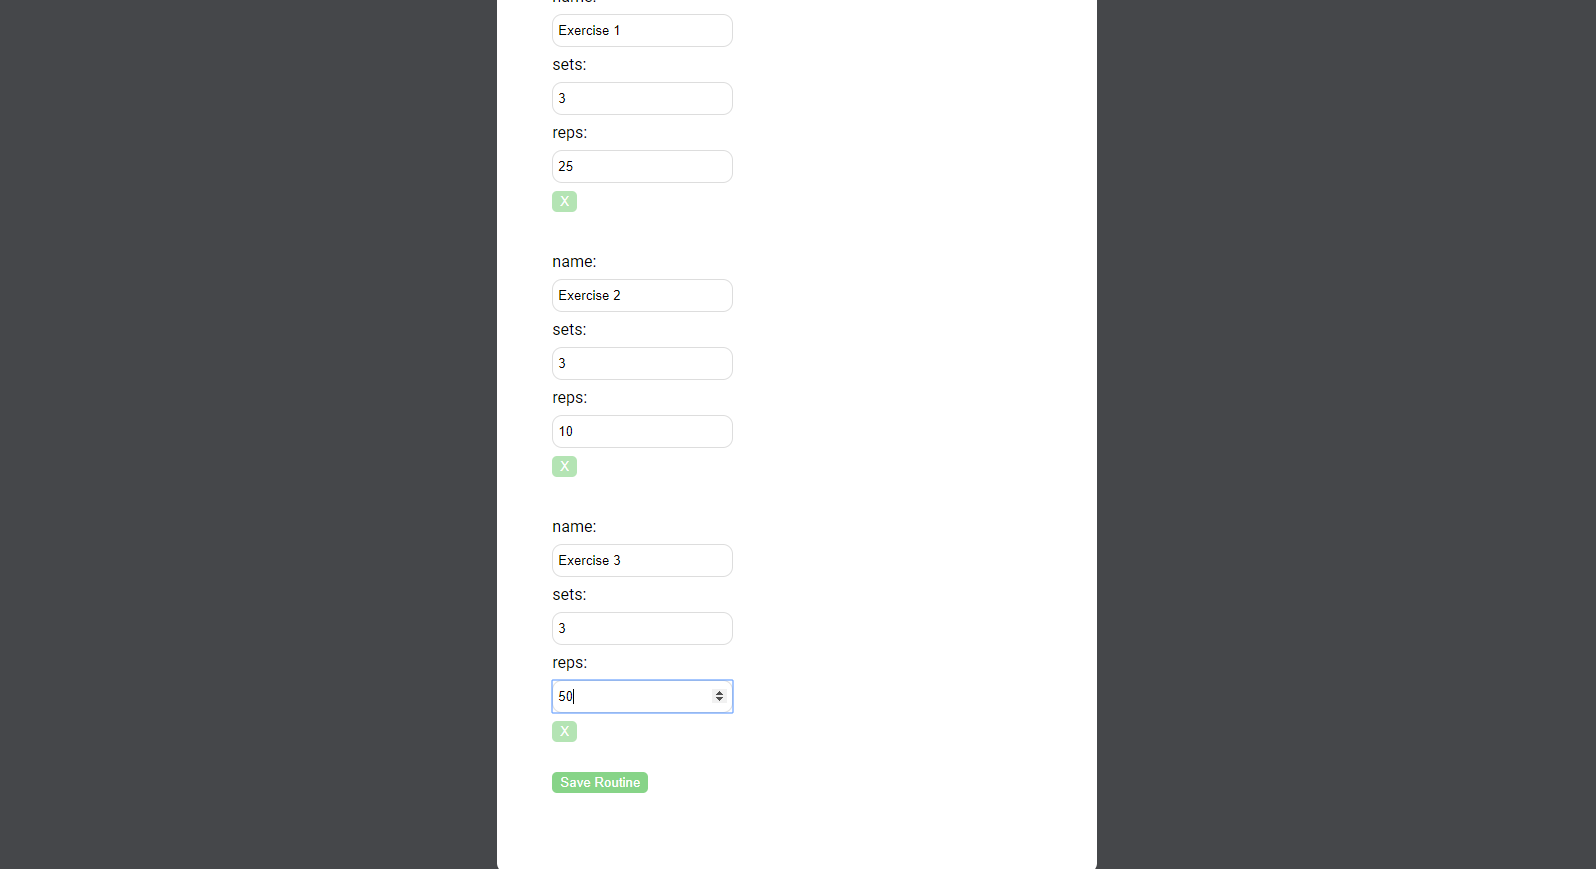 name:
Exercise 1
sets:
3
reps:
25
X
name:
Exercise 2
sets:
3
reps:
10
X
name:
Exercise 3
sets:
3
reps:
50
X
Save Routine